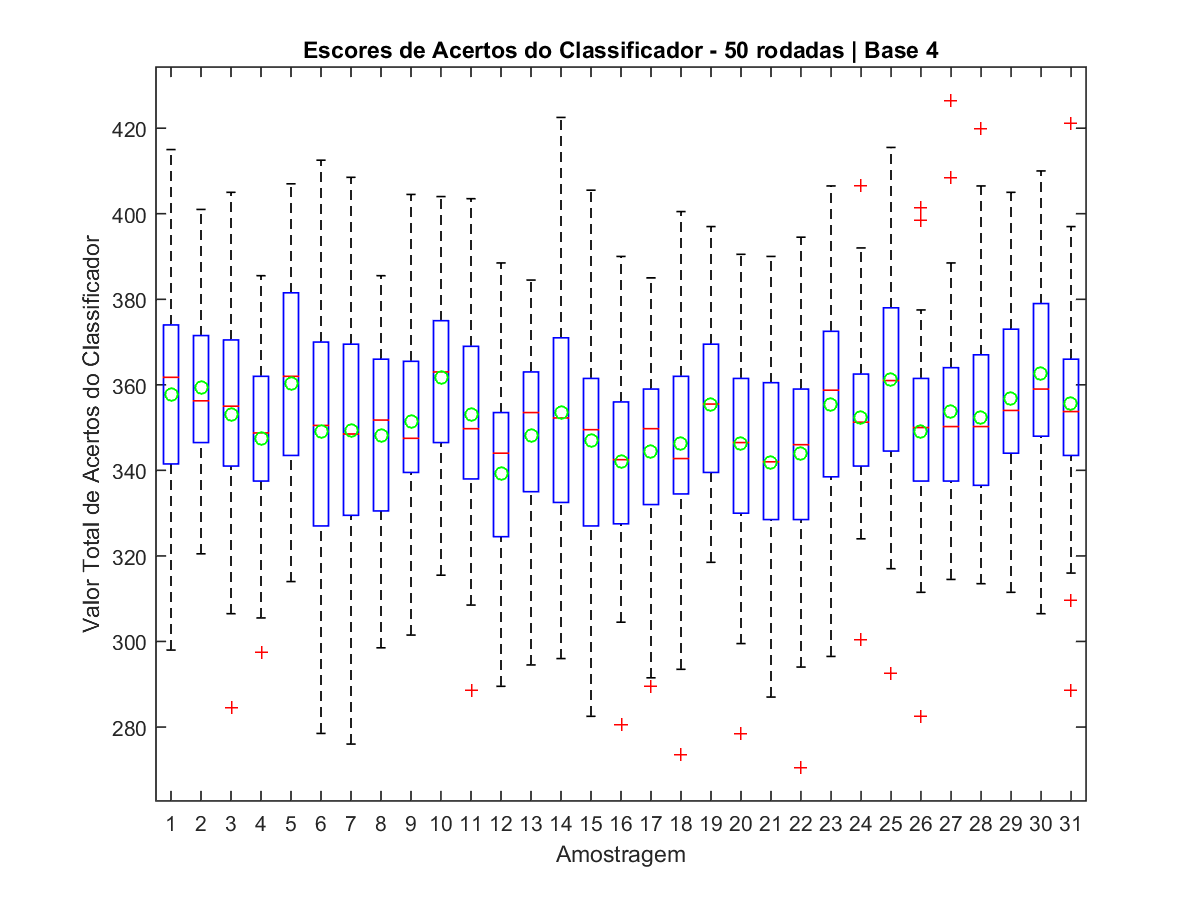 Escores de Acertos do Classificador - 50 rodadas | Base 4
Valor Total de Acertos do Classificador
420
400
380
360
340
320
300
280
1 2 3 4 5 6 7 8 9 10 11 12 13 14 15 16 17 18 19 20 21 22 23 24 25 26 27 28 29 30 31
Amostragem